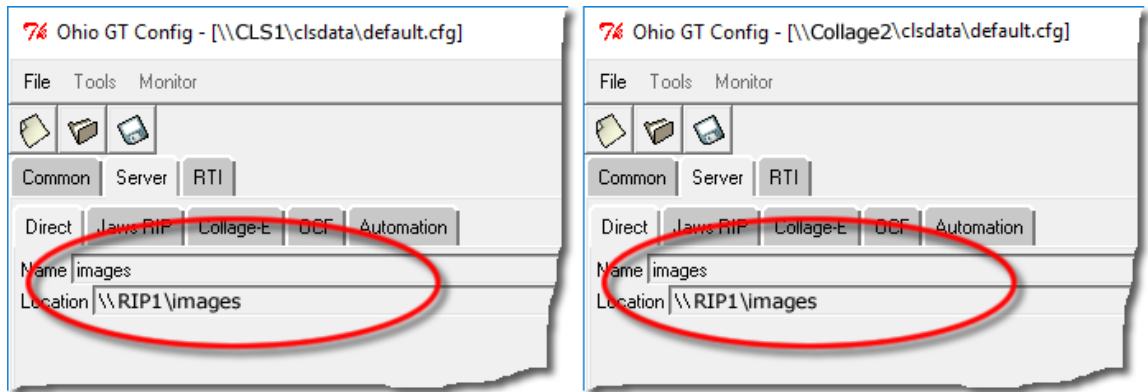 Ohio GT Config - [\\CLS1\clsdata\default.cfg]
File Tools Monitor
Common Server RTI
Direct Jaws RIP Collage-E OCF Automation
Name images
Location \\RIP1\images
Ohio GT Config - [\\Collage2\clsdata\default.cfg]
File Tools Monitor
Common Server RTI
Direct Jaws RIP Collage-E OCF Automation
Name images
Location \\RIP1\images